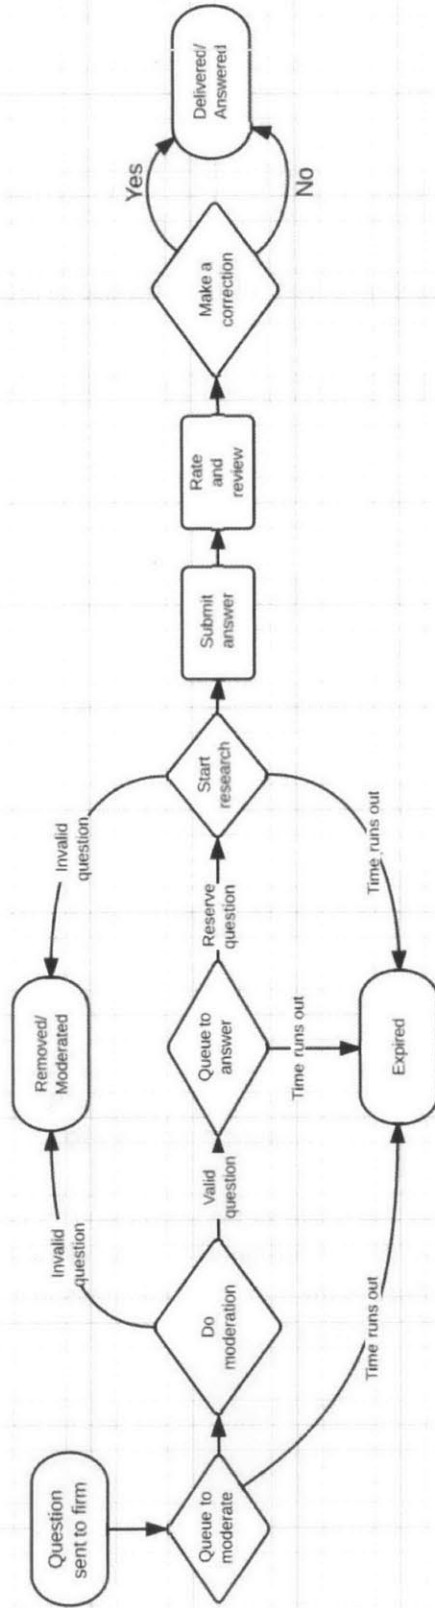 Question
sent to firm
Queue to
moderate
Time runs out
Do
moderation
Invalid
question
Removed/
Moderated
Valid
question
Queue to
answer
Time runs out
Expired
Reserve
question
Start
research
Invalid
question
Time runs out
Submit
answer
Rate
and
review
Make a
correction
Yes
No
Delivered/
Answered